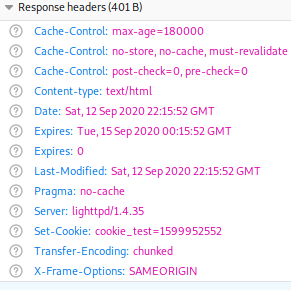 Response headers (401 B)
Cache-Control: max-age=180000
Cache-Control: no-store, no-cache, must-revalidate
Cache-Control: post-check=0, pre-check=0
Content-type: text/html
Date: Sat, 12 Sep 2020 22:15:52 GMT
Expires: Tue, 15 Sep 2020 00:15:52 GMT
Expires: 0
Last-Modified: Sat, 12 Sep 2020 22:15:52 GMT
Pragma: no-cache
Server: lighttpd/1.4.35
Set-Cookie: cookie_test=1599952552
Transfer-Encoding: chunked
X-Frame-Options: SAMEORIGIN